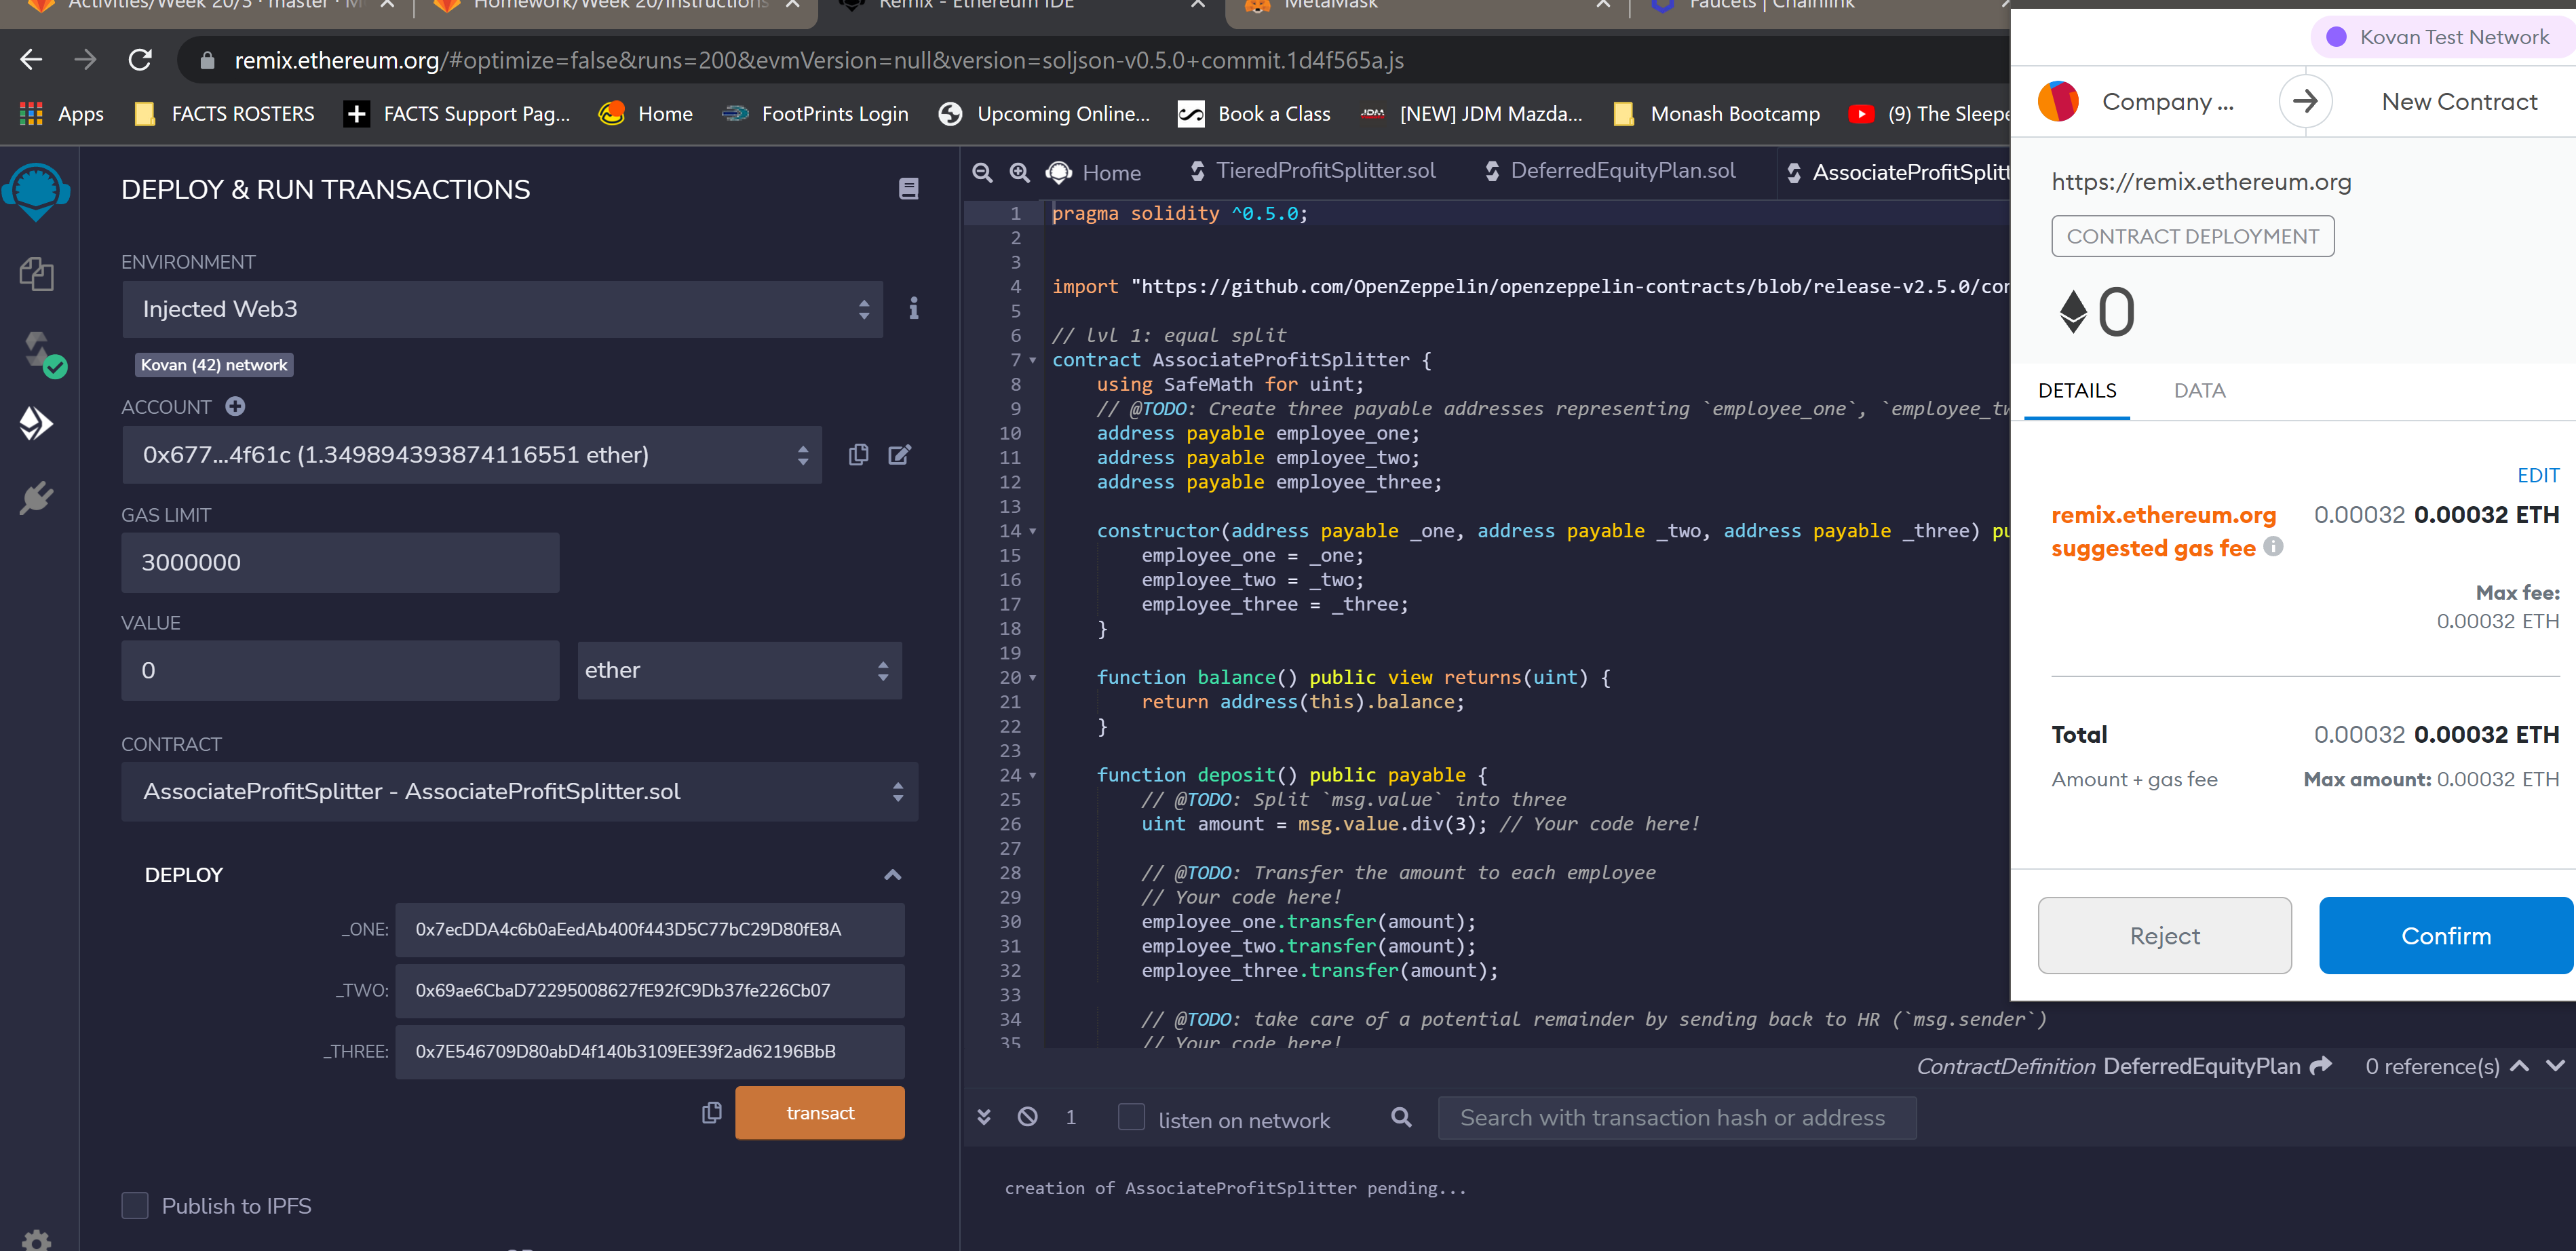 Activities/Week 20/3 · master · M
Homework/Week 20/Instructions
Remix - Ethereum IDE
MetaMask
Faucets | Chainlink
remix.ethereum.org/#optimize=false&runs=200&evmVersion=null&version=soljson-v0.5.0+commit.1d4f565a.js
Apps
FACTS ROSTERS
FACTS Support Pag...
Home
FootPrints Login
Upcoming Online...
Book a Class
JDM
[NEW] JDM Mazda...
Monash Bootcamp
(9) The Sleepe
DEPLOY & RUN TRANSACTIONS
ENVIRONMENT
Injected Web3
Kovan (42) network
ACCOUNT
0x677...4f61c (1.349894393874116551 ether)
GAS LIMIT
3000000
VALUE
0
ether
CONTRACT
AssociateProfitSplitter - AssociateProfitSplitter.sol
DEPLOY
_ONE: 0x7ecDDA4c6b0aEedAb400f443D5C77bC29D80fE8A
_TWO: 0x69ae6CbaD72295008627fE92fC9Db37fe226Cb07
_THREE: 0x7E546709D80abD4f140b3109EE39f2ad62196BbB
transact
Publish to IPFS
Home
TieredProfitSplitter.sol
DeferredEquityPlan.sol
AssociateProfitSplitt
1 pragma solidity ^0.5.0;
2
3
4 import "https://github.com/OpenZeppelin/openzeppelin-contracts/blob/release-v2.5.0/con
5
6 // lvl 1: equal split
7 contract AssociateProfitSplitter {
8 using SafeMath for uint;
9 // @TODO: Create three payable addresses representing `employee_one`, `employee_tw
10 address payable employee_one;
11 address payable employee_two;
12 address payable employee_three;
13
14 constructor(address payable _one, address payable _two, address payable _three) pu
15 employee_one = _one;
16 employee_two = _two;
17 employee_three = _three;
18 }
19
20 function balance() public view returns(uint) {
21 return address(this).balance;
22 }
23
24 function deposit() public payable {
25 // @TODO: Split `msg.value` into three
26 uint amount = msg.value.div(3); // Your code here!
27
28 // @TODO: Transfer the amount to each employee
29 // Your code here!
30 employee_one.transfer(amount);
31 employee_two.transfer(amount);
32 employee_three.transfer(amount);
33
34 // @TODO: take care of a potential remainder by sending back to HR (`msg.sender`)
35 // Your code here!
ContractDefinition DeferredEquityPlan 0 reference(s)
1 listen on network
Search with transaction hash or address
creation of AssociateProfitSplitter pending...
Kovan Test Network
Company ...
New Contract
https://remix.ethereum.org
CONTRACT DEPLOYMENT
0
DETAILS DATA
EDIT
remix.ethereum.org 0.00032 0.00032 ETH
suggested gas fee
Max fee:
0.00032 ETH
Total 0.00032 0.00032 ETH
Amount + gas fee Max amount: 0.00032 ETH
Reject Confirm